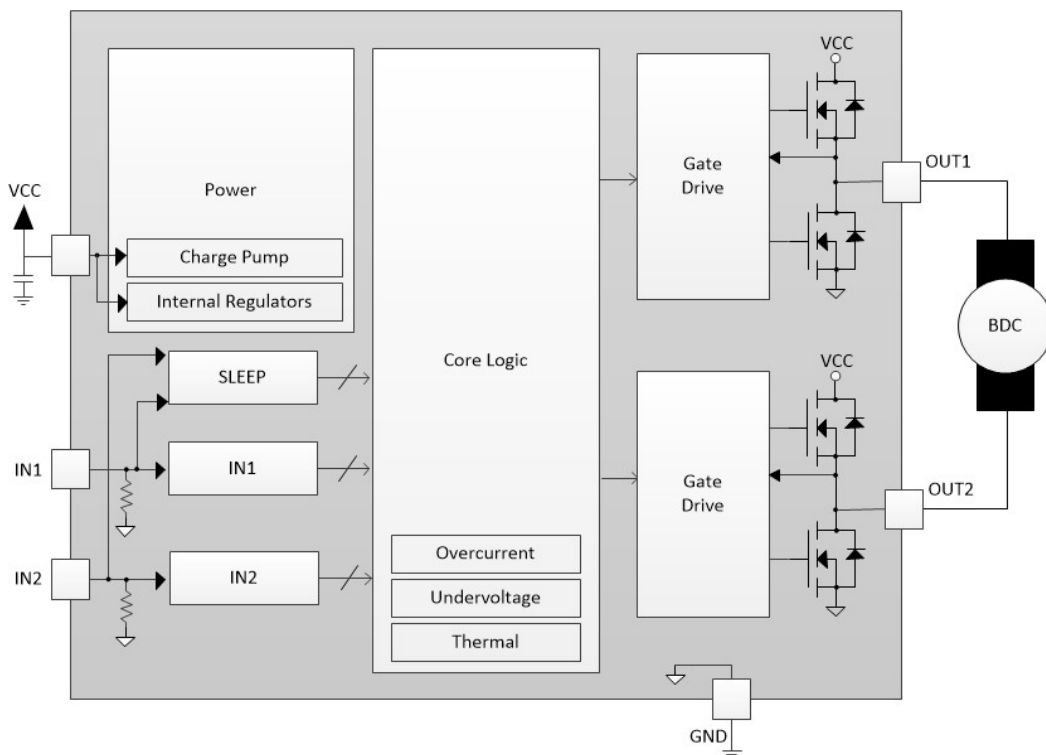 VCC
Power
Charge Pump
Internal Regulators
SLEEP
IN1
IN1
IN2
IN2
Core Logic
Overcurrent
Undervoltage
Thermal
Gate
Drive
VCC
OUT1
BDC
Gate
Drive
VCC
OUT2
GND